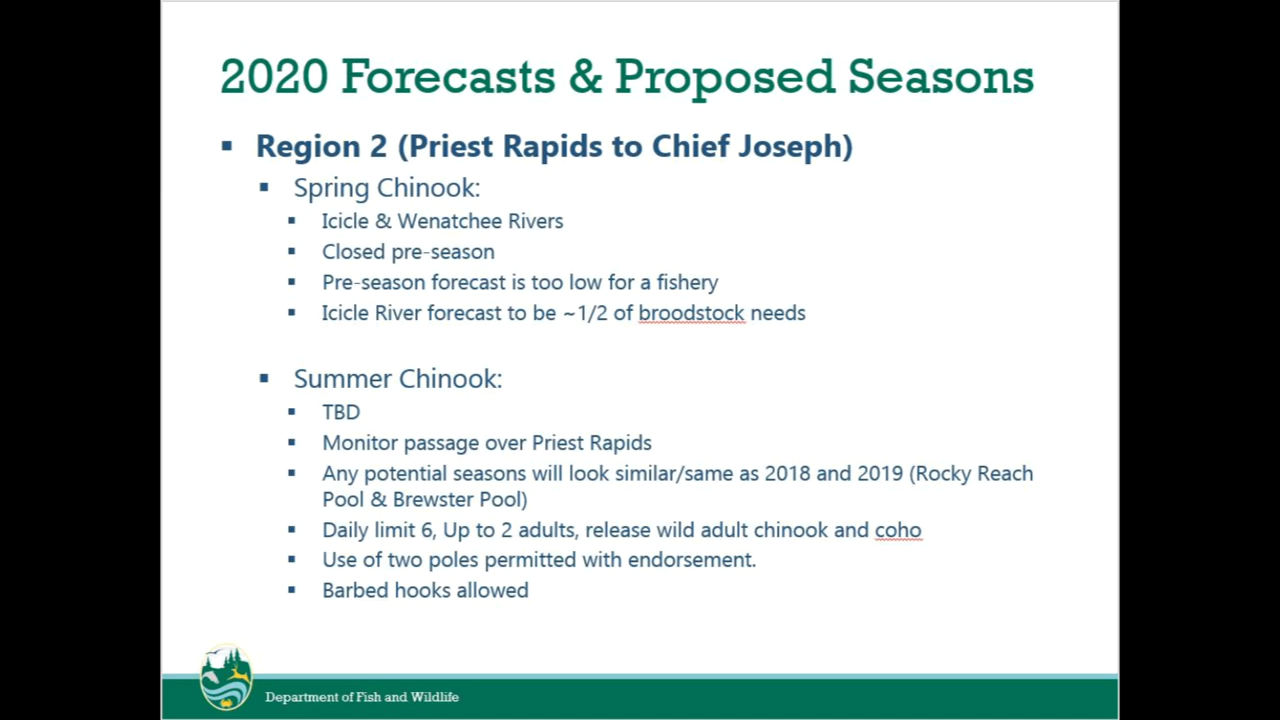 2020 Forecasts & Proposed Seasons
▪ Region 2 (Priest Rapids to Chief Joseph)
▪ Spring Chinook:
▪ Icicle & Wenatchee Rivers
▪ Closed pre-season
▪ Pre-season forecast is too low for a fishery
▪ Icicle River forecast to be ~1/2 of broodstock needs
▪ Summer Chinook:
▪ TBD
▪ Monitor passage over Priest Rapids
▪ Any potential seasons will look similar/same as 2018 and 2019 (Rocky Reach
Pool & Brewster Pool)
▪ Daily limit 6, Up to 2 adults, release wild adult chinook and coho
▪ Use of two poles permitted with endorsement.
▪ Barbed hooks allowed
Department of Fish and Wildlife